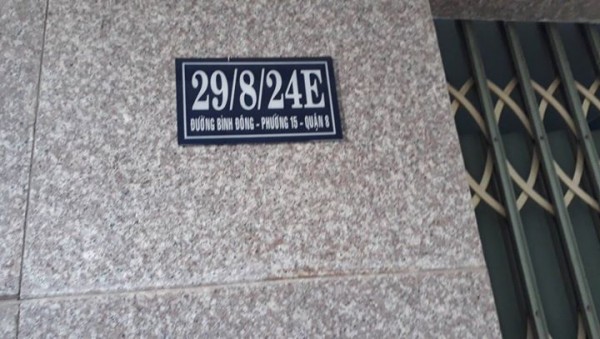 29/8/24E
ĐƯỜNG BÌNH ĐÔNG - PHƯỜNG 15 - QUẬN 8